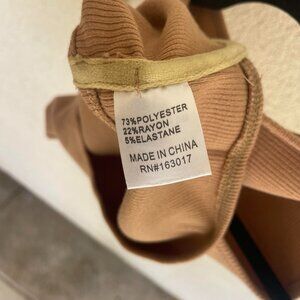 73%POLYESTER
22%RAYON
5%ELASTANE
MADE IN CHINA
RN#163017